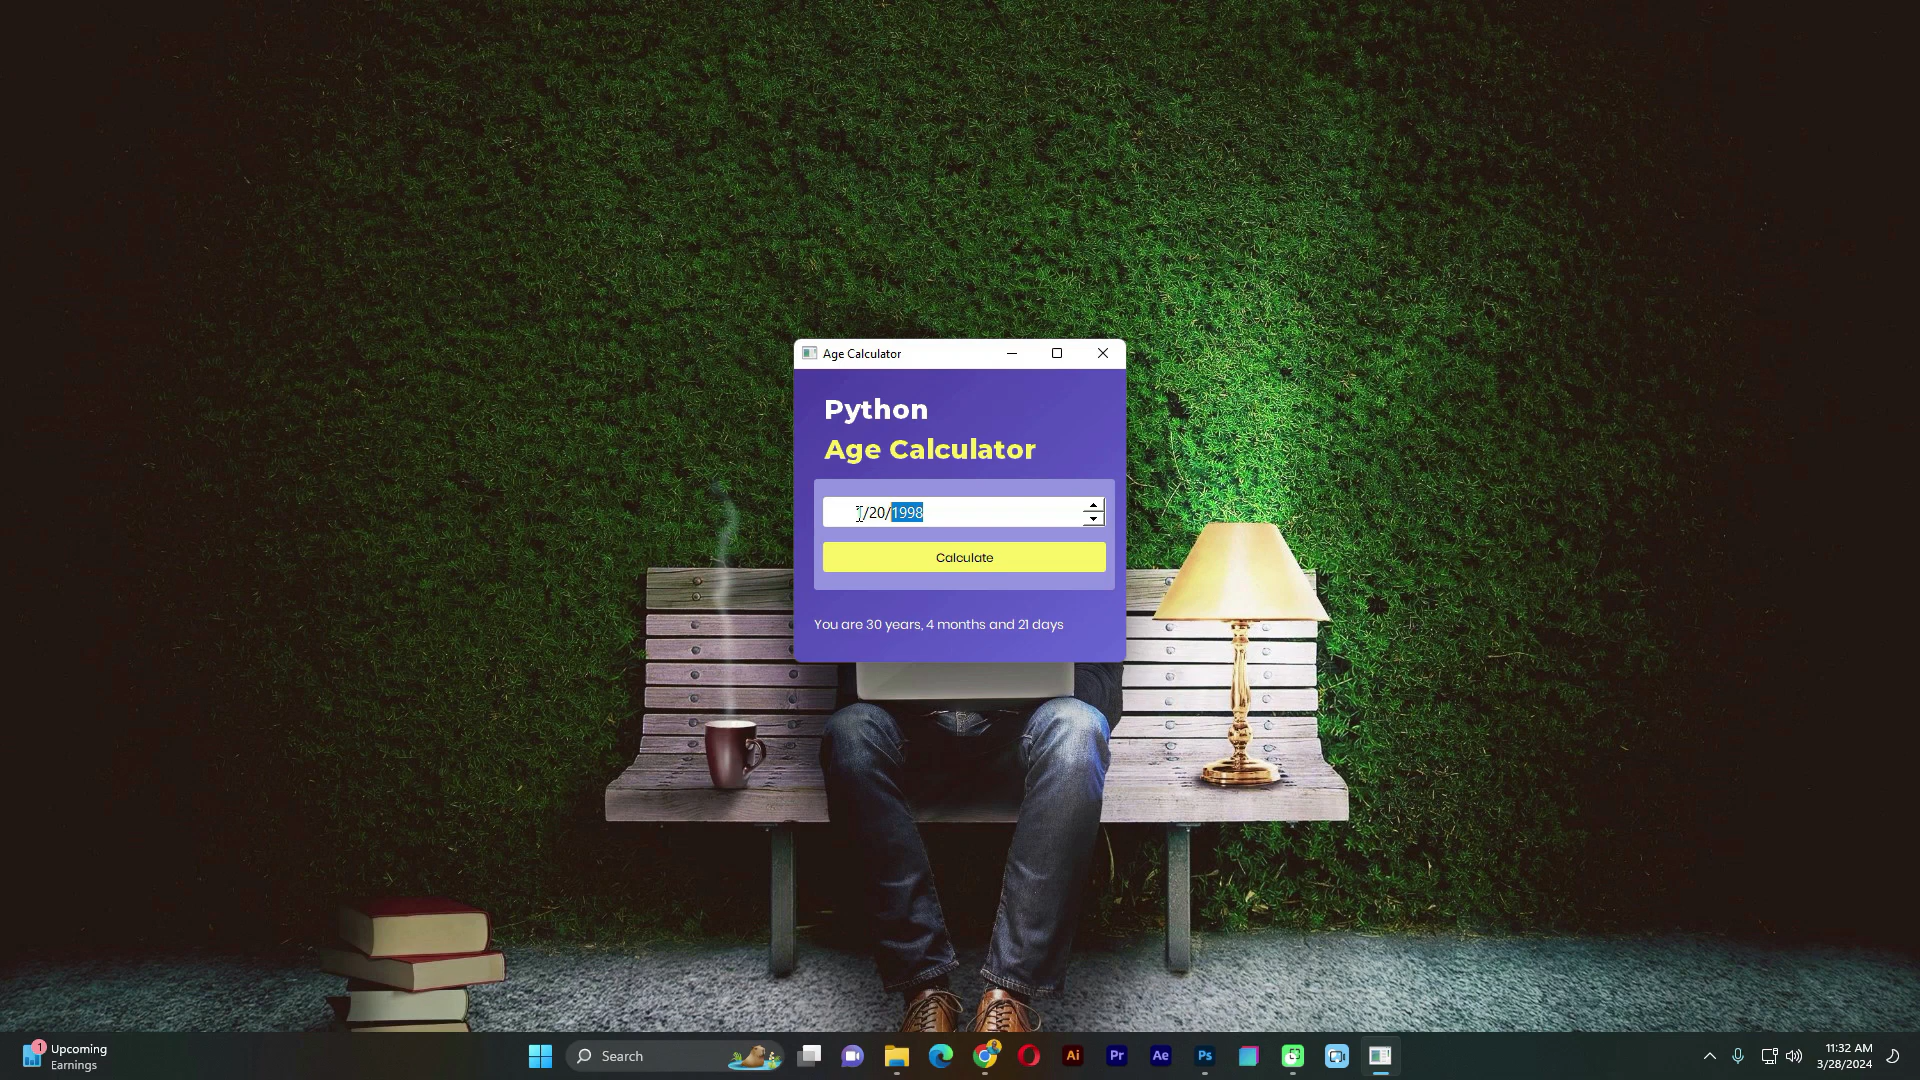 Age Calculator
Python
Age Calculator
/20/1998
Calculate
You are 30 years, 4 months and 21 days
1
Upcoming
Earnings
Search
Ai
Pr
Ae
Ps
11:32 AM
3/28/2024